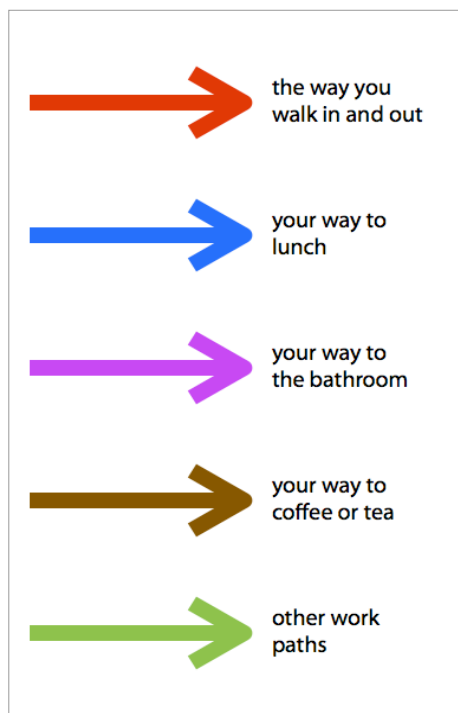 the way you
walk in and out
your way to
lunch
your way to
the bathroom
your way to
coffee or tea
other work
paths